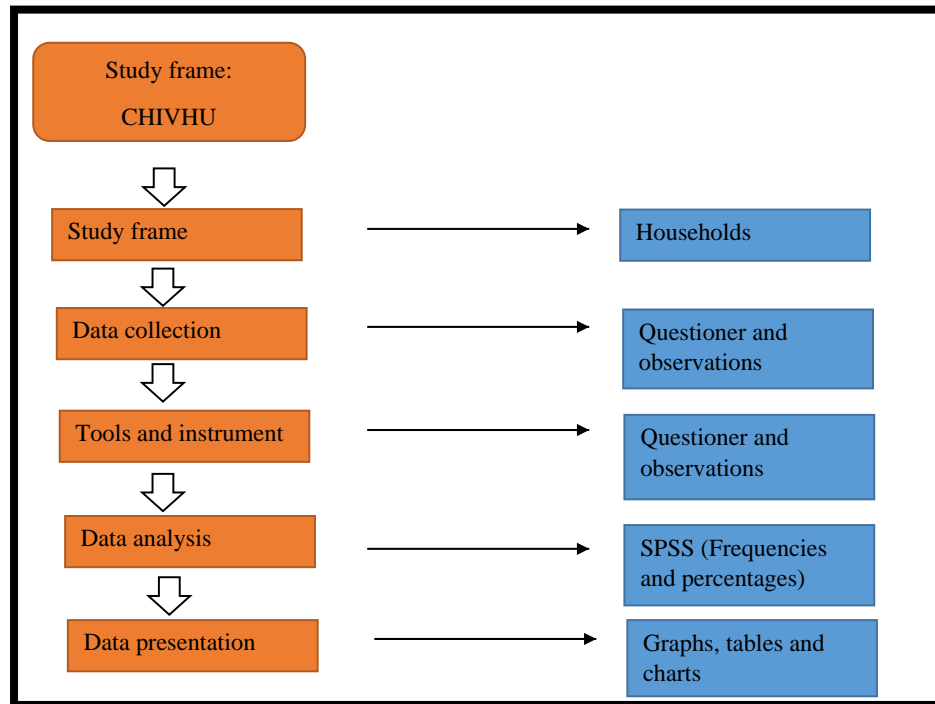 Study frame:
CHIVHU
Study frame
Households
Data collection
Questioner and
observations
Tools and instrument
Questioner and
observations
Data analysis
SPSS (Frequencies
and percentages)
Data presentation
Graphs, tables and
charts